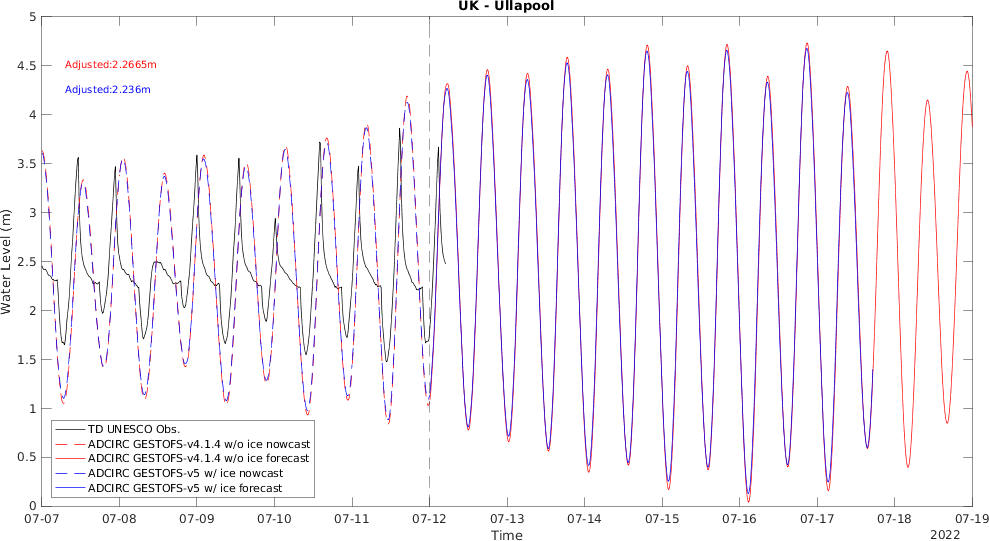 UK - Ullapool
5
4.5
4
3.5
3
2.5
2
1.5
1
0.5
0
Water Level (m)
Adjusted:2.2665m
Adjusted:2.236m
TD UNESCO Obs.
ADCIRC GESTOFS-v4.1.4 w/o ice nowcast
ADCIRC GESTOFS-v4.1.4 w/o ice forecast
ADCIRC GESTOFS-v5 w/ ice nowcast
ADCIRC GESTOFS-v5 w/ ice forecast
07-07 07-08 07-09 07-10 07-11 07-12 07-13 07-14 07-15 07-16 07-17 07-18 07-19
Time
2022